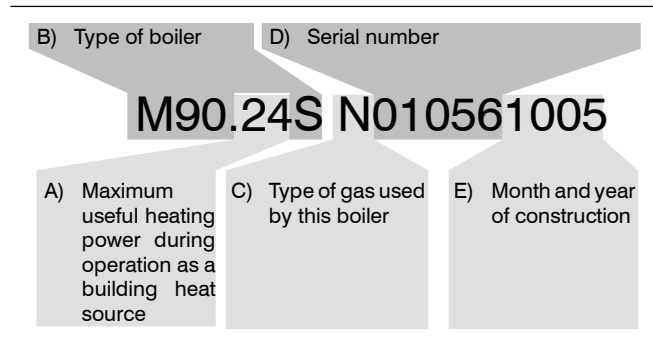 B) Type of boiler
D) Serial number
M90.24S N010561005
A) Maximum
useful heating
power during
operation as a
building heat
source
C) Type of gas used
by this boiler
E) Month and year
of construction